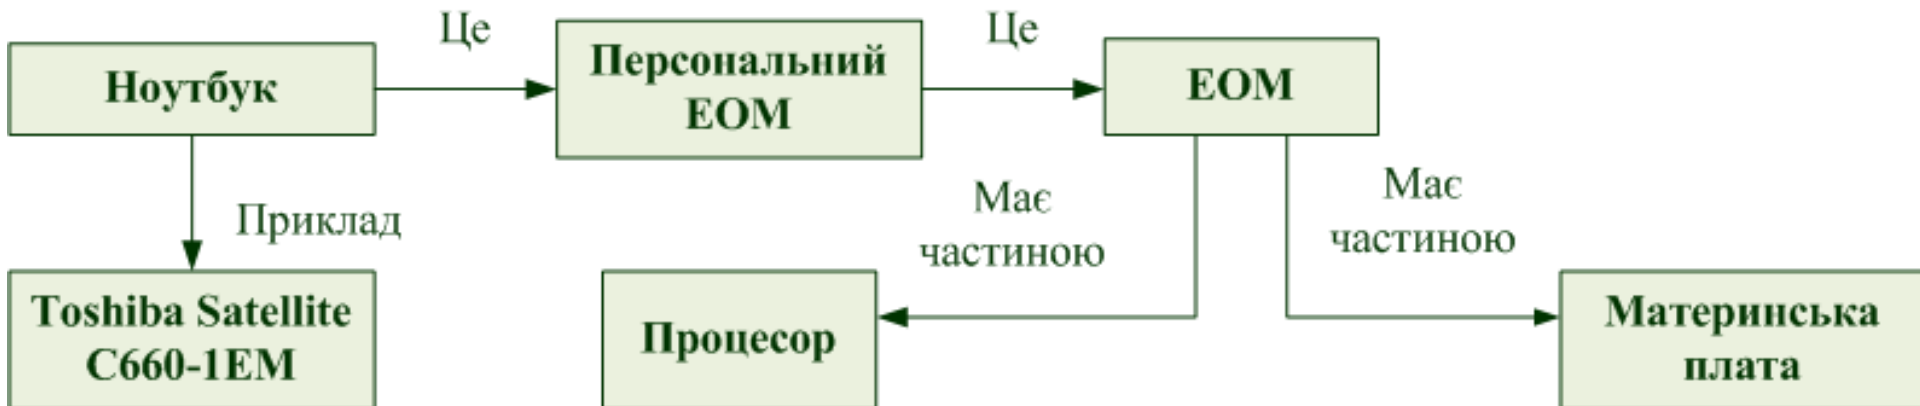 Це
Це
Ноутбук
Персональний
ЕОМ
ЕОМ
Приклад
Має
частиною
Має
частиною
Toshiba Satellite
C660-1EM
Процесор
Материнська
плата